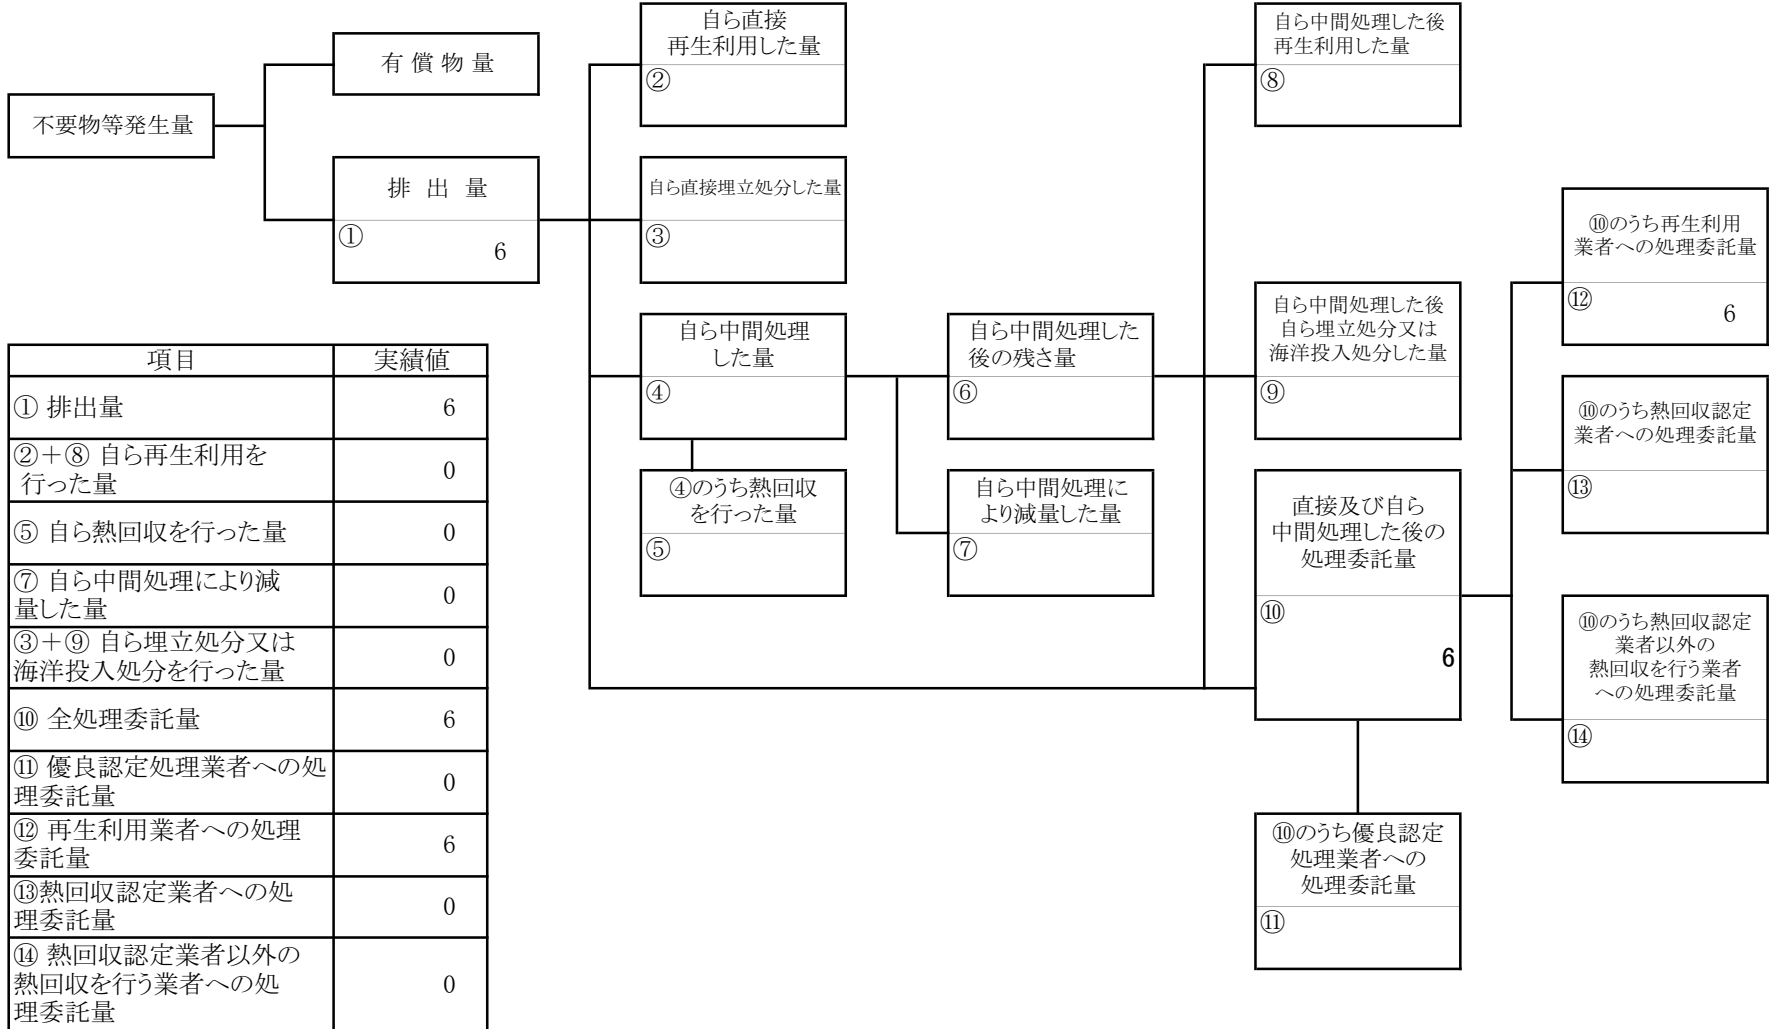 不要物等発生量
有 償 物 量
排 出 量
①
6
自ら直接
再生利用した量
②
自ら直接埋立処分した量
③
自ら中間処理
した量
④
④のうち熱回収
を行った量
⑤
自ら中間処理した
後の残さ量
⑥
自ら中間処理に
より減量した量
⑦
自ら中間処理した後
再生利用した量
⑧
自ら中間処理した後
自ら埋立処分又は
海洋投入処分した量
⑨
直接及び自ら
中間処理した後の
処理委託量
⑩
6
⑩のうち優良認定
処理業者への
処理委託量
⑪
⑩のうち再生利用
業者への処理委託量
⑫
6
⑩のうち熱回収認定
業者への処理委託量
⑬
⑩のうち熱回収認定
業者以外の
熱回収を行う業者
への処理委託量
⑭
項目 実績値
① 排出量 6
②+⑧ 自ら再生利用を
行った量 0
⑤ 自ら熱回収を行った量 0
⑦ 自ら中間処理により減
量した量 0
③+⑨ 自ら埋立処分又は
海洋投入処分を行った量 0
⑩ 全処理委託量 6
⑪ 優良認定処理業者への処
理委託量 0
⑫ 再生利用業者への処理
委託量 6
⑬熱回収認定業者への処
理委託量 0
⑭ 熱回収認定業者以外の
熱回収を行う業者への処
理委託量 0